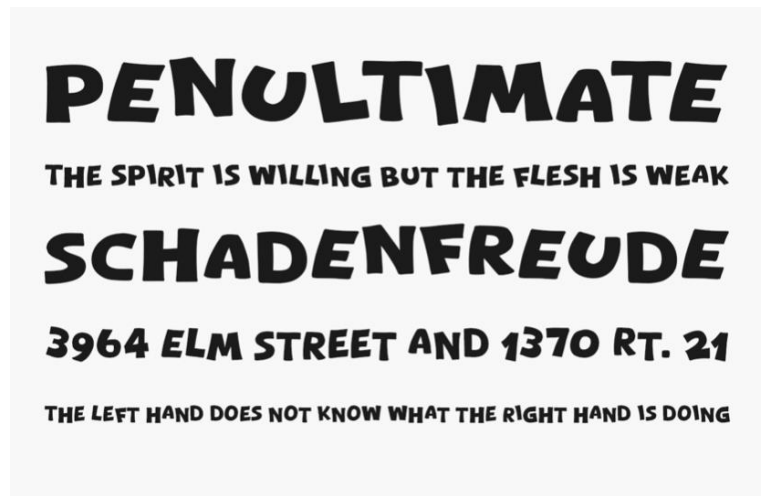 PENULTIMATE
THE SPIRIT IS WILLING BUT THE FLESH IS WEAK
SCHADENFREUDE
3964 ELM STREET AND 1370 RT. 21
THE LEFT HAND DOES NOT KNOW WHAT THE RIGHT HAND IS DOING